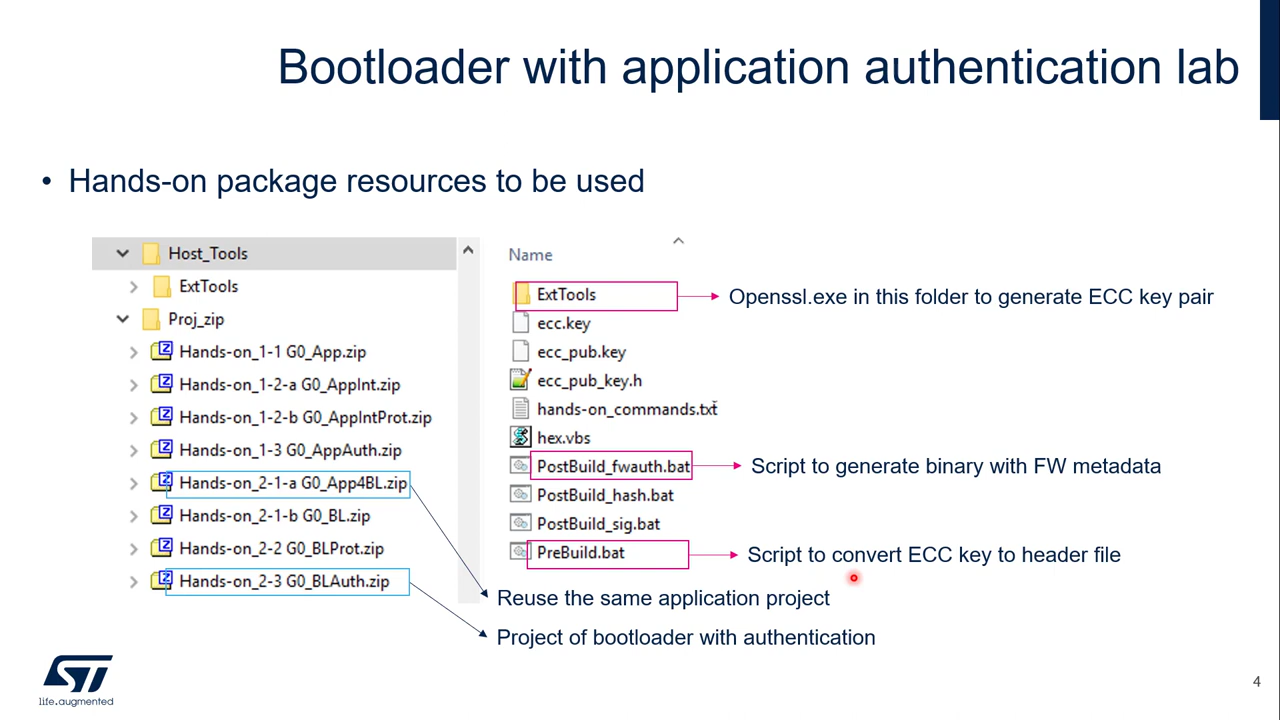 Bootloader with application authentication lab
• Hands-on package resources to be used
Host_Tools
ExtTools
Proj_zip
Hands-on_1-1 G0_App.zip
Hands-on_1-2-a G0_AppInt.zip
Hands-on_1-2-b G0_AppIntProt.zip
Hands-on_1-3 G0_AppAuth.zip
Hands-on_2-1-a G0_App4BL.zip
Hands-on_2-1-b G0_BL.zip
Hands-on_2-2 G0_BLProt.zip
Hands-on_2-3 G0_BLAuth.zip
Name
ExtTools
Openssl.exe in this folder to generate ECC key pair
ecc.key
ecc_pub.key
ecc_pub_key.h
hands-on_commands.txt
hex.vbs
PostBuild_fwauth.bat
Script to generate binary with FW metadata
PostBuild_hash.bat
PostBuild_sig.bat
PreBuild.bat
Script to convert ECC key to header file
Reuse the same application project
Project of bootloader with authentication
ST
life.augmented
4